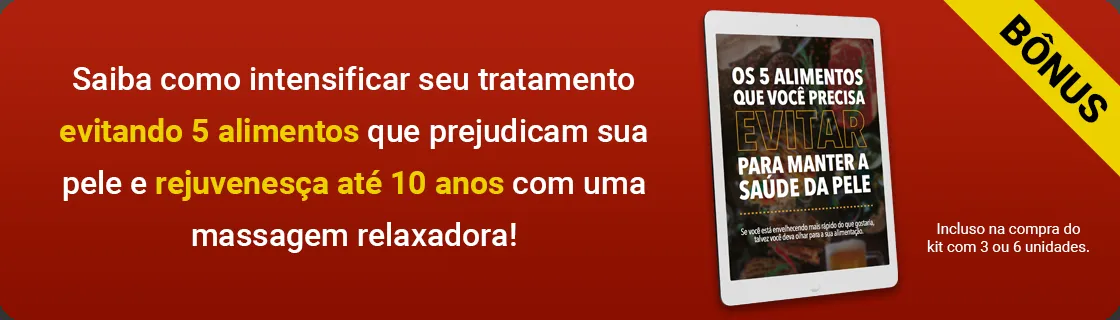 Saiba como intensificar seu tratamento
evitando 5 alimentos que prejudicam sua
pele e rejuvenesça até 10 anos com uma
massagem relaxadora!
OS 5 ALIMENTOS
QUE VOCÊ PRECISA
EVITAR
PARA MANTER A
SAÚDE DA PELE
Se você está envelhecendo mais rápido do que gostaria,
talvez você deva olhar para a sua alimentação.
BÔNUS
Incluso na compra do
kit com 3 ou 6 unidades.